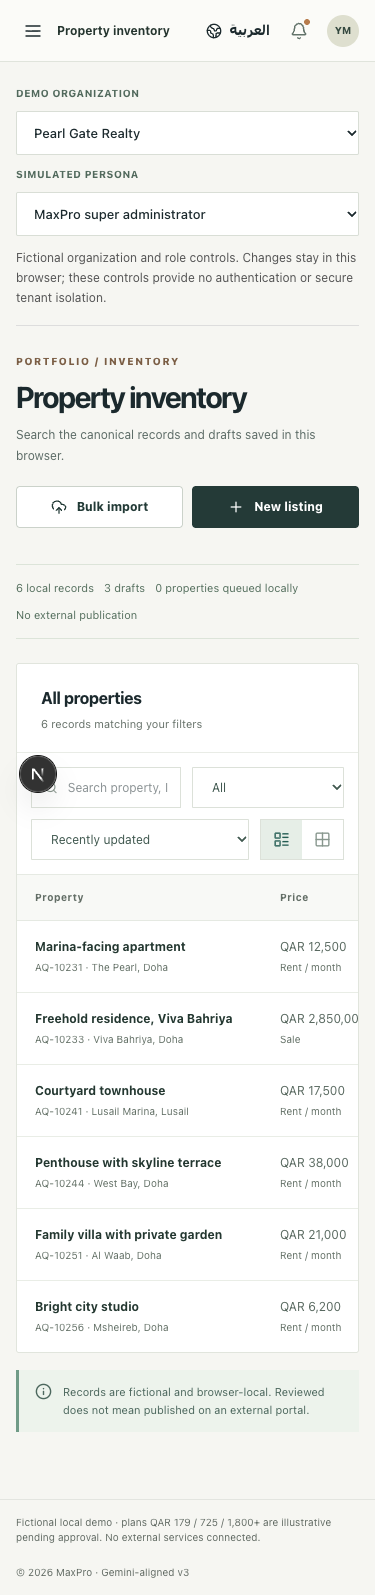 Property inventory
العربية
YM
DEMO ORGANIZATION
Pearl Gate Realty
SIMULATED PERSONA
MaxPro super administrator
Fictional organization and role controls. Changes stay in this
browser; these controls provide no authentication or secure
tenant isolation.
PORTFOLIO / INVENTORY
Property inventory
Search the canonical records and drafts saved in this
browser.
Bulk import
New listing
6 local records 3 drafts 0 properties queued locally
No external publication
All properties
6 records matching your filters
N
Search property, l
All
Recently updated
Property Price
Marina-facing apartment QAR 12,500
AQ-10231 · The Pearl, Doha Rent / month
Freehold residence, Viva Bahriya QAR 2,850,00
AQ-10233 · Viva Bahriya, Doha Sale
Courtyard townhouse QAR 17,500
AQ-10241 · Lusail Marina, Lusail Rent / month
Penthouse with skyline terrace QAR 38,000
AQ-10244 · West Bay, Doha Rent / month
Family villa with private garden QAR 21,000
AQ-10251 · Al Waab, Doha Rent / month
Bright city studio QAR 6,200
AQ-10256 · Msheireb, Doha Rent / month
Records are fictional and browser-local. Reviewed
does not mean published on an external portal.
Fictional local demo · plans QAR 179 / 725 / 1,800+ are illustrative
pending approval. No external services connected.
© 2026 MaxPro · Gemini-aligned v3